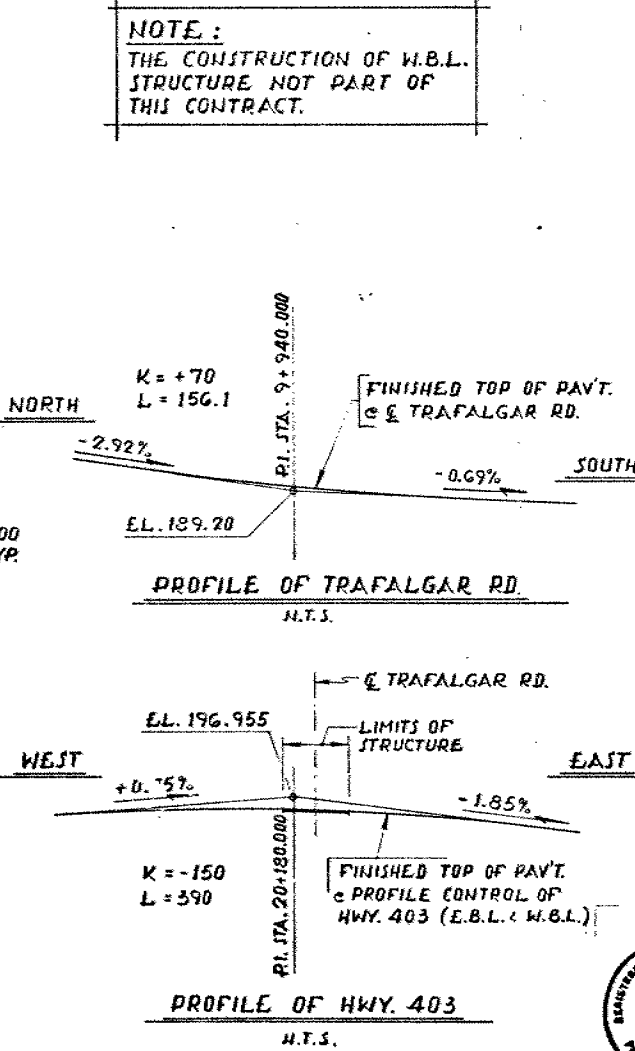 NOTE:
THE CONSTRUCTION OF W.B.L.
STRUCTURE NOT PART OF
THIS CONTRACT.
P.I. STA. 9+940.000
K = +70
L = 156.1
NORTH
FINISHED TOP OF PAV'T.
@ ℄ TRAFALGAR RD.
-2.92%
-0.69%
SOUTH
EL. 189.20
PROFILE OF TRAFALGAR RD.
N.T.S.
℄ TRAFALGAR RD.
EL. 196.955
LIMITS OF
STRUCTURE
WEST
EAST
-1.85%
P.I. STA. 20+180.000
K = -150
L = 390
FINISHED TOP OF PAV'T.
@ PROFILE CONTROL OF
HWY. 403 (E.B.L. & W.B.L.)
PROFILE OF HWY. 403
N.T.S.